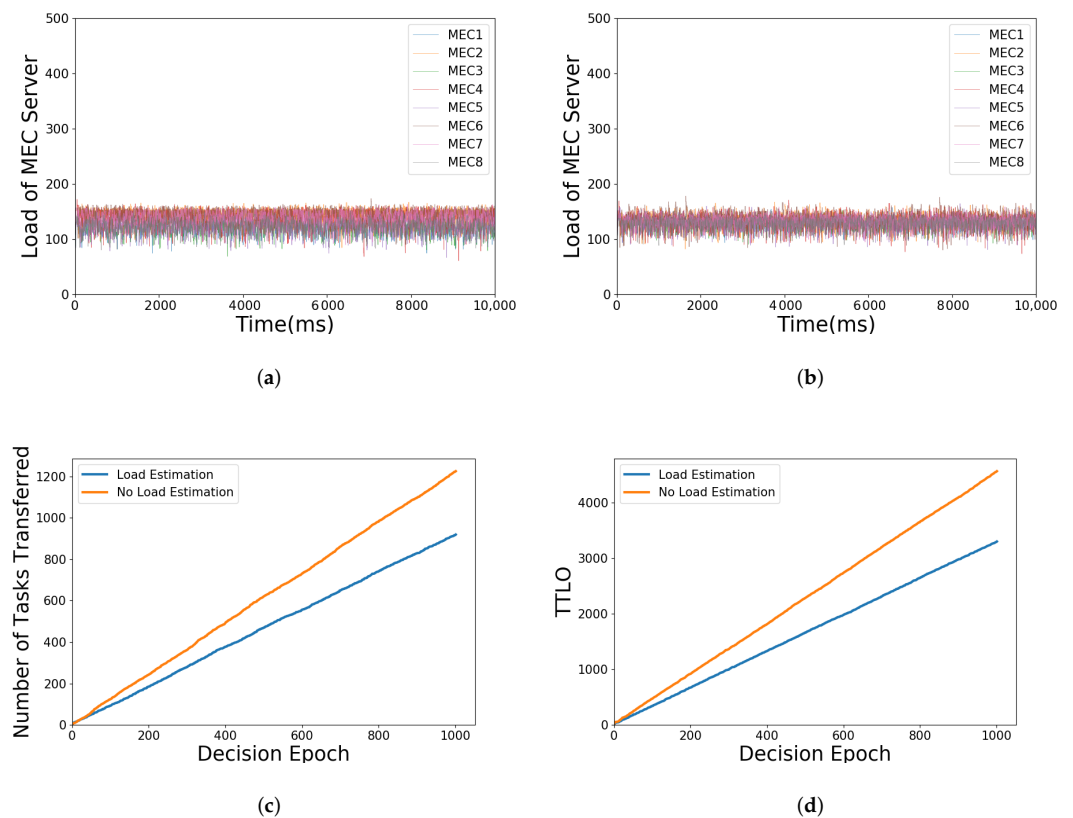 500
400
300
200
100
0
Load of MEC Server
MEC1
MEC2
MEC3
MEC4
MEC5
MEC6
MEC7
MEC8
0 2000 4000 6000 8000 10,000
Time(ms)
(a)
500
400
300
200
100
0
Load of MEC Server
MEC1
MEC2
MEC3
MEC4
MEC5
MEC6
MEC7
MEC8
0 2000 4000 6000 8000 10,000
Time(ms)
(b)
1200
1000
800
600
400
200
0
Number of Tasks Transferred
Load Estimation
No Load Estimation
0 200 400 600 800 1000
Decision Epoch
(c)
4000
3000
2000
1000
0
TTLO
Load Estimation
No Load Estimation
0 200 400 600 800 1000
Decision Epoch
(d)